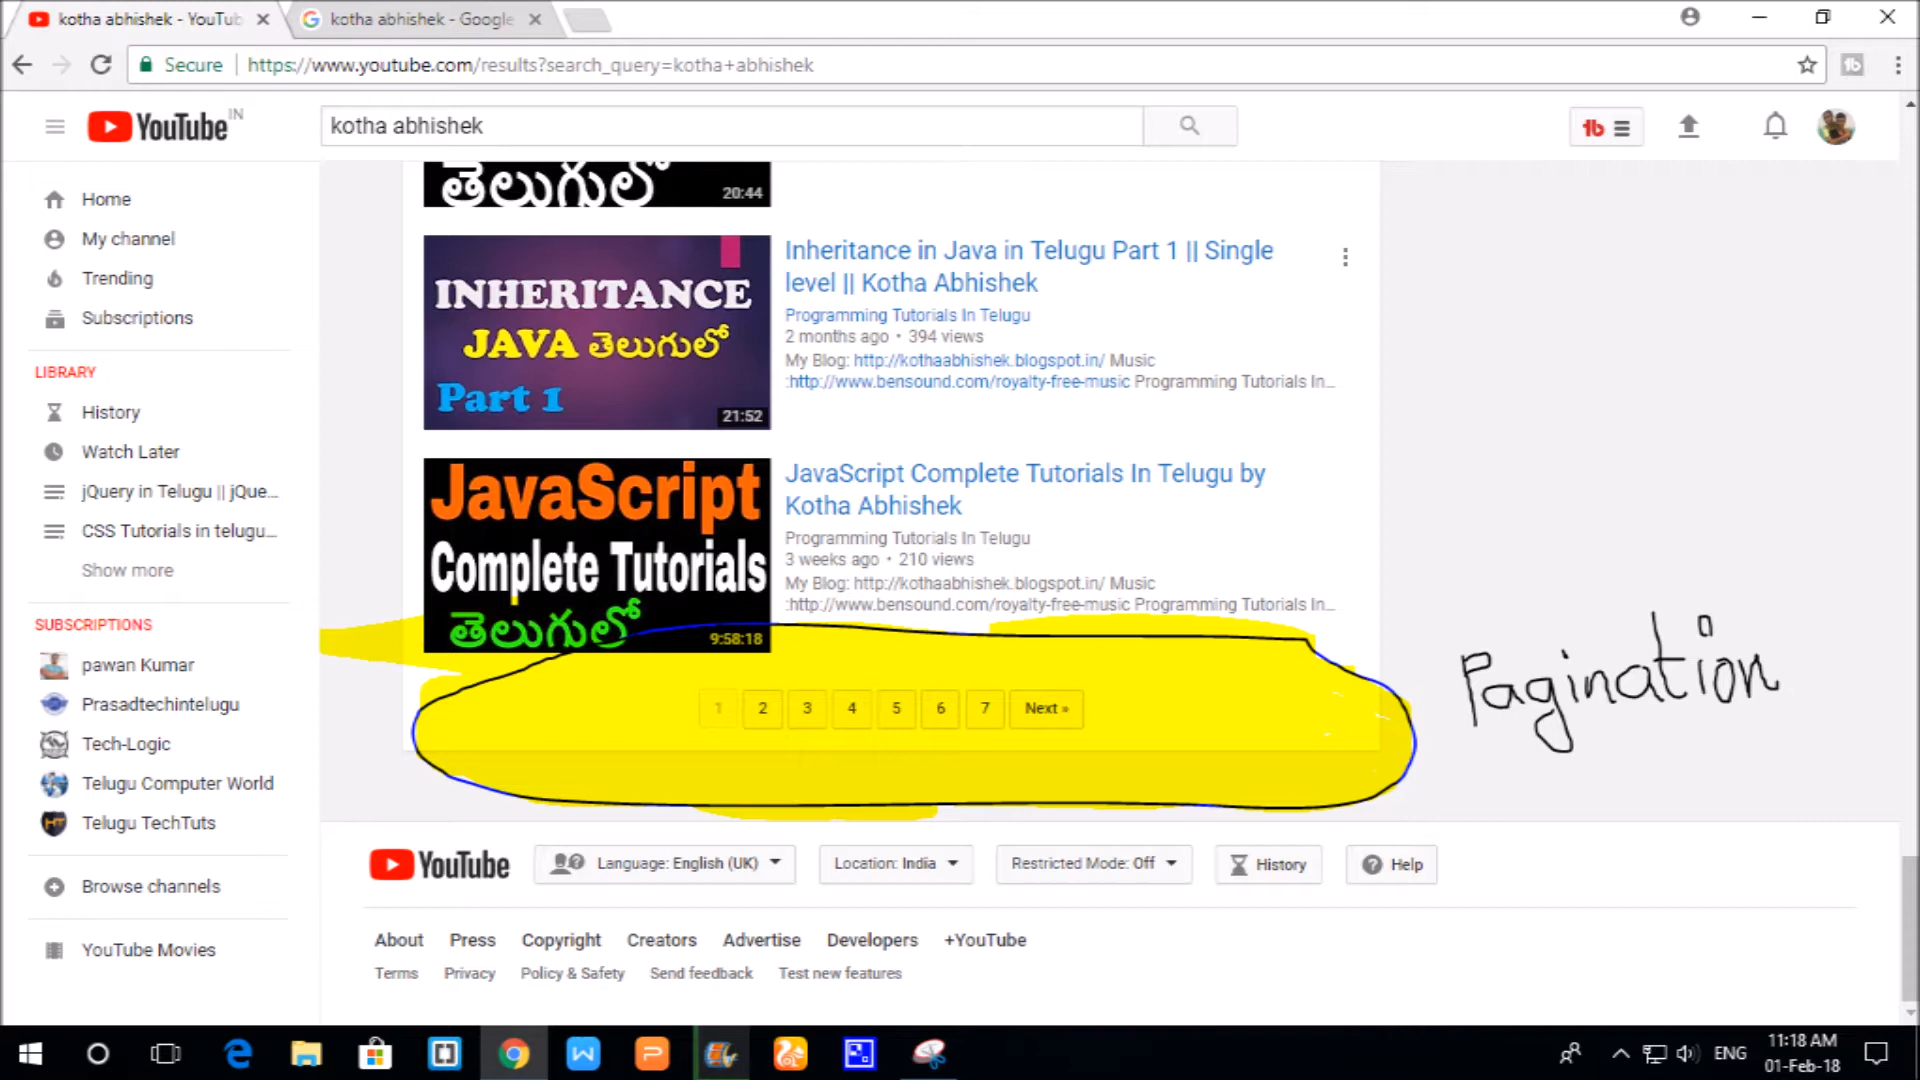 kotha abhishek - YouTub
kotha abhishek - Google
Secure
https://www.youtube.com/results?search_query=kotha+abhishek
YouTube IN
kotha abhishek
Home
My channel
Trending
Subscriptions
LIBRARY
History
Watch Later
jQuery in Telugu || jQue...
CSS Tutorials in telugu...
Show more
SUBSCRIPTIONS
pawan Kumar
Prasadtechintelugu
Tech-Logic
Telugu Computer World
Telugu TechTuts
Browse channels
YouTube Movies
తెలుగులో
20:44
INHERITANCE
JAVA తెలుగులో
Part 1
21:52
Inheritance in Java in Telugu Part 1 || Single
level || Kotha Abhishek
Programming Tutorials In Telugu
2 months ago • 394 views
My Blog: http://kothaabhishek.blogspot.in/ Music
:http://www.bensound.com/royalty-free-music Programming Tutorials In...
JavaScript
Complete Tutorials
తెలుగులో
9:58:18
JavaScript Complete Tutorials In Telugu by
Kotha Abhishek
Programming Tutorials In Telugu
3 weeks ago • 210 views
My Blog: http://kothaabhishek.blogspot.in/ Music
:http://www.bensound.com/royalty-free-music Programming Tutorials In...
1 2 3 4 5 6 7 Next »
Pagination
YouTube
Language: English (UK)
Location: India
Restricted Mode: Off
History
Help
About Press Copyright Creators Advertise Developers +YouTube
Terms Privacy Policy & Safety Send feedback Test new features
ENG
11:18 AM
01-Feb-18